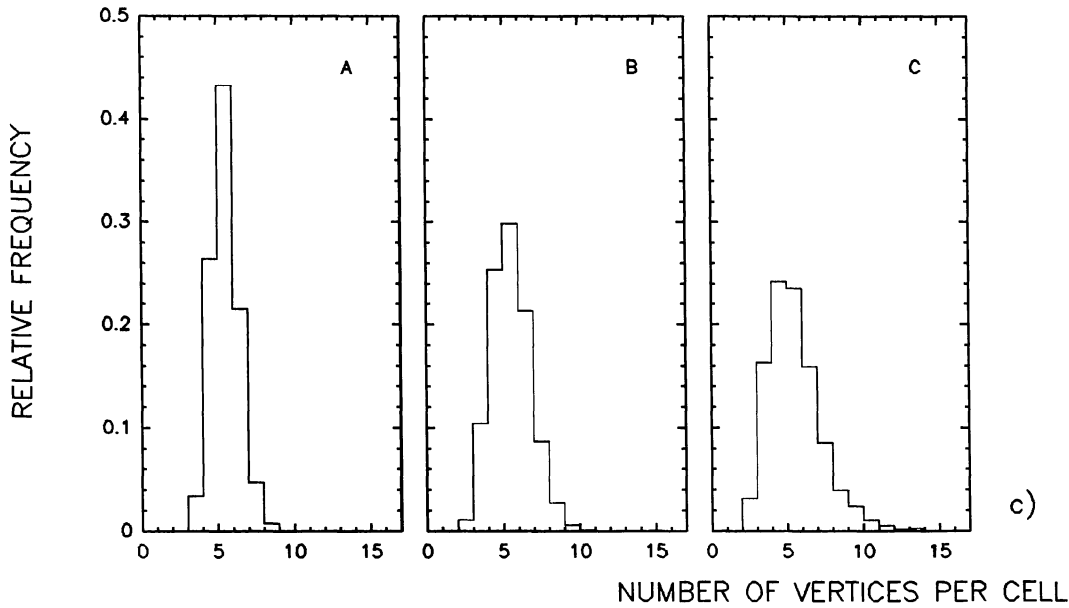 RELATIVE FREQUENCY
0.5
0.4
0.3
0.2
0.1
0
A
B
C
0 5 10 15
0 5 10 15
0 5 10 15
c)
NUMBER OF VERTICES PER CELL